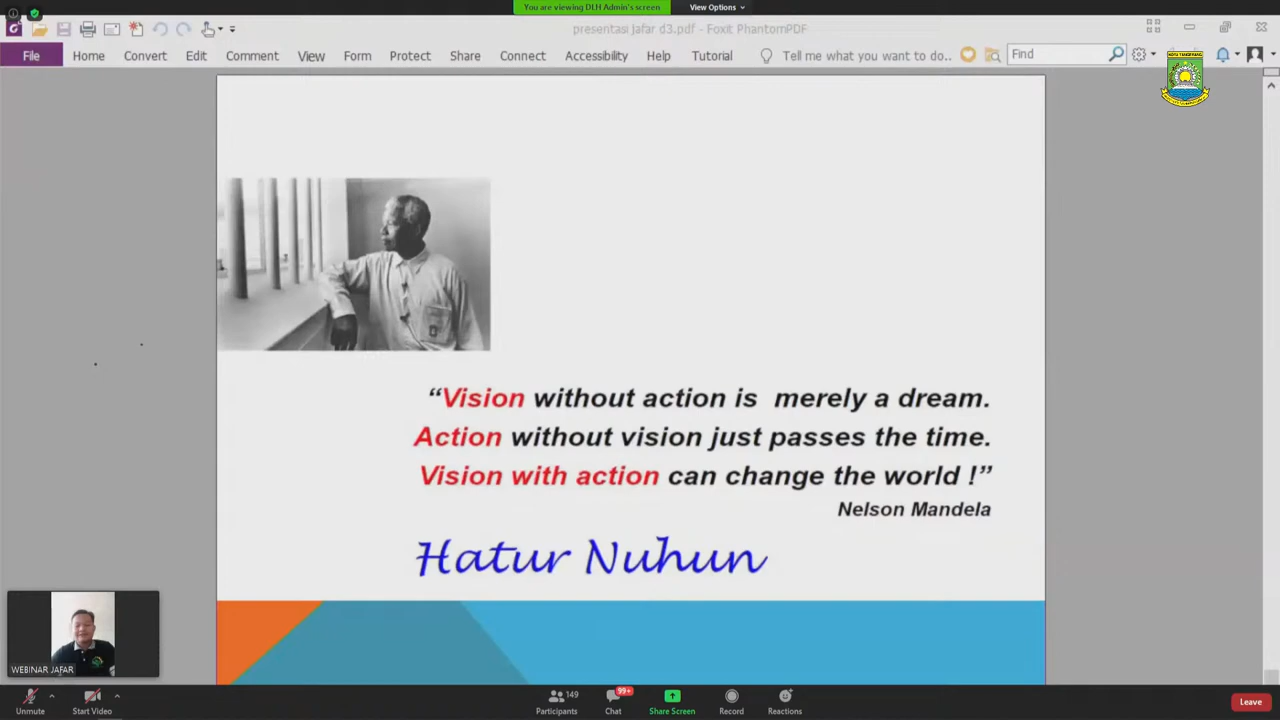 You are viewing DLH Admin's screen
View Options
presentasi jafar d3.pdf - Foxit PhantomPDF
File Home Convert Edit Comment View Form Protect Share Connect Accessibility Help Tutorial Tell me what you want to do.. Find
KOTA TANGERANG
“Vision without action is merely a dream.
Action without vision just passes the time.
Vision with action can change the world !”
Nelson Mandela
Hatur Nuhun
WEBINAR JAFAR
149 99+
Unmute Start Video Participants Chat Share Screen Record Reactions Leave